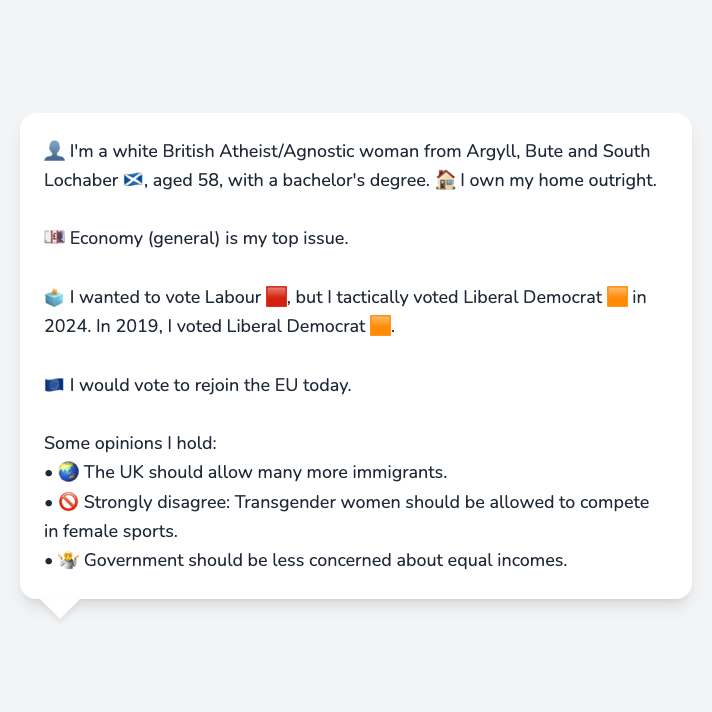 👤 I'm a white British Atheist/Agnostic woman from Argyll, Bute and South
Lochaber 🏴󠁧󠁢󠁳󠁣󠁴󠁿, aged 58, with a bachelor's degree. 🏠 I own my home outright.
💷 Economy (general) is my top issue.
🗳️ I wanted to vote Labour 🟥, but I tactically voted Liberal Democrat 🟧 in
2024. In 2019, I voted Liberal Democrat 🟧.
🇪🇺 I would vote to rejoin the EU today.
Some opinions I hold:
• 🌏 The UK should allow many more immigrants.
• 🚫 Strongly disagree: Transgender women should be allowed to compete
in female sports.
• 🤷‍♀️ Government should be less concerned about equal incomes.